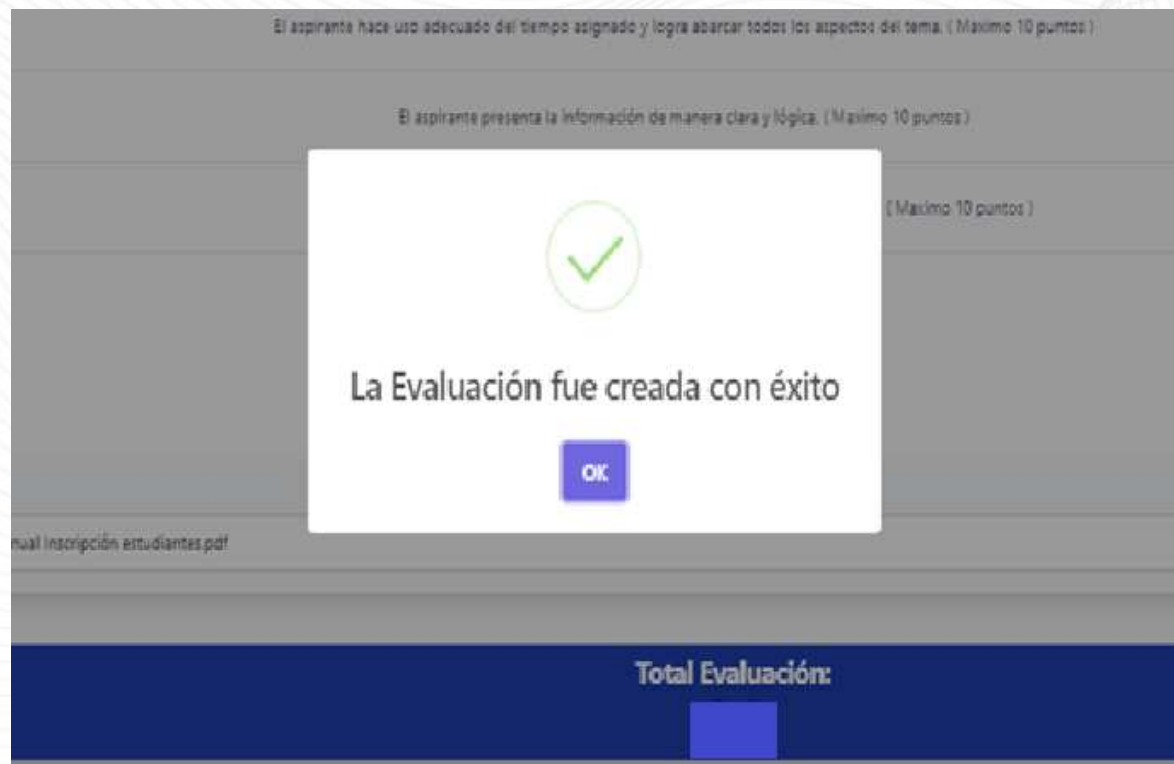 El aspirante hace uso adecuado del tiempo asignado y logra abarcar todos los aspectos del tema. ( Maximo 10 puntos )
El aspirante presenta la información de manera clara y lógica. ( Maximo 10 puntos )
( Maximo 10 puntos )
La Evaluación fue creada con éxito
OK
nual inscripción estudiantes.pdf
Total Evaluación: